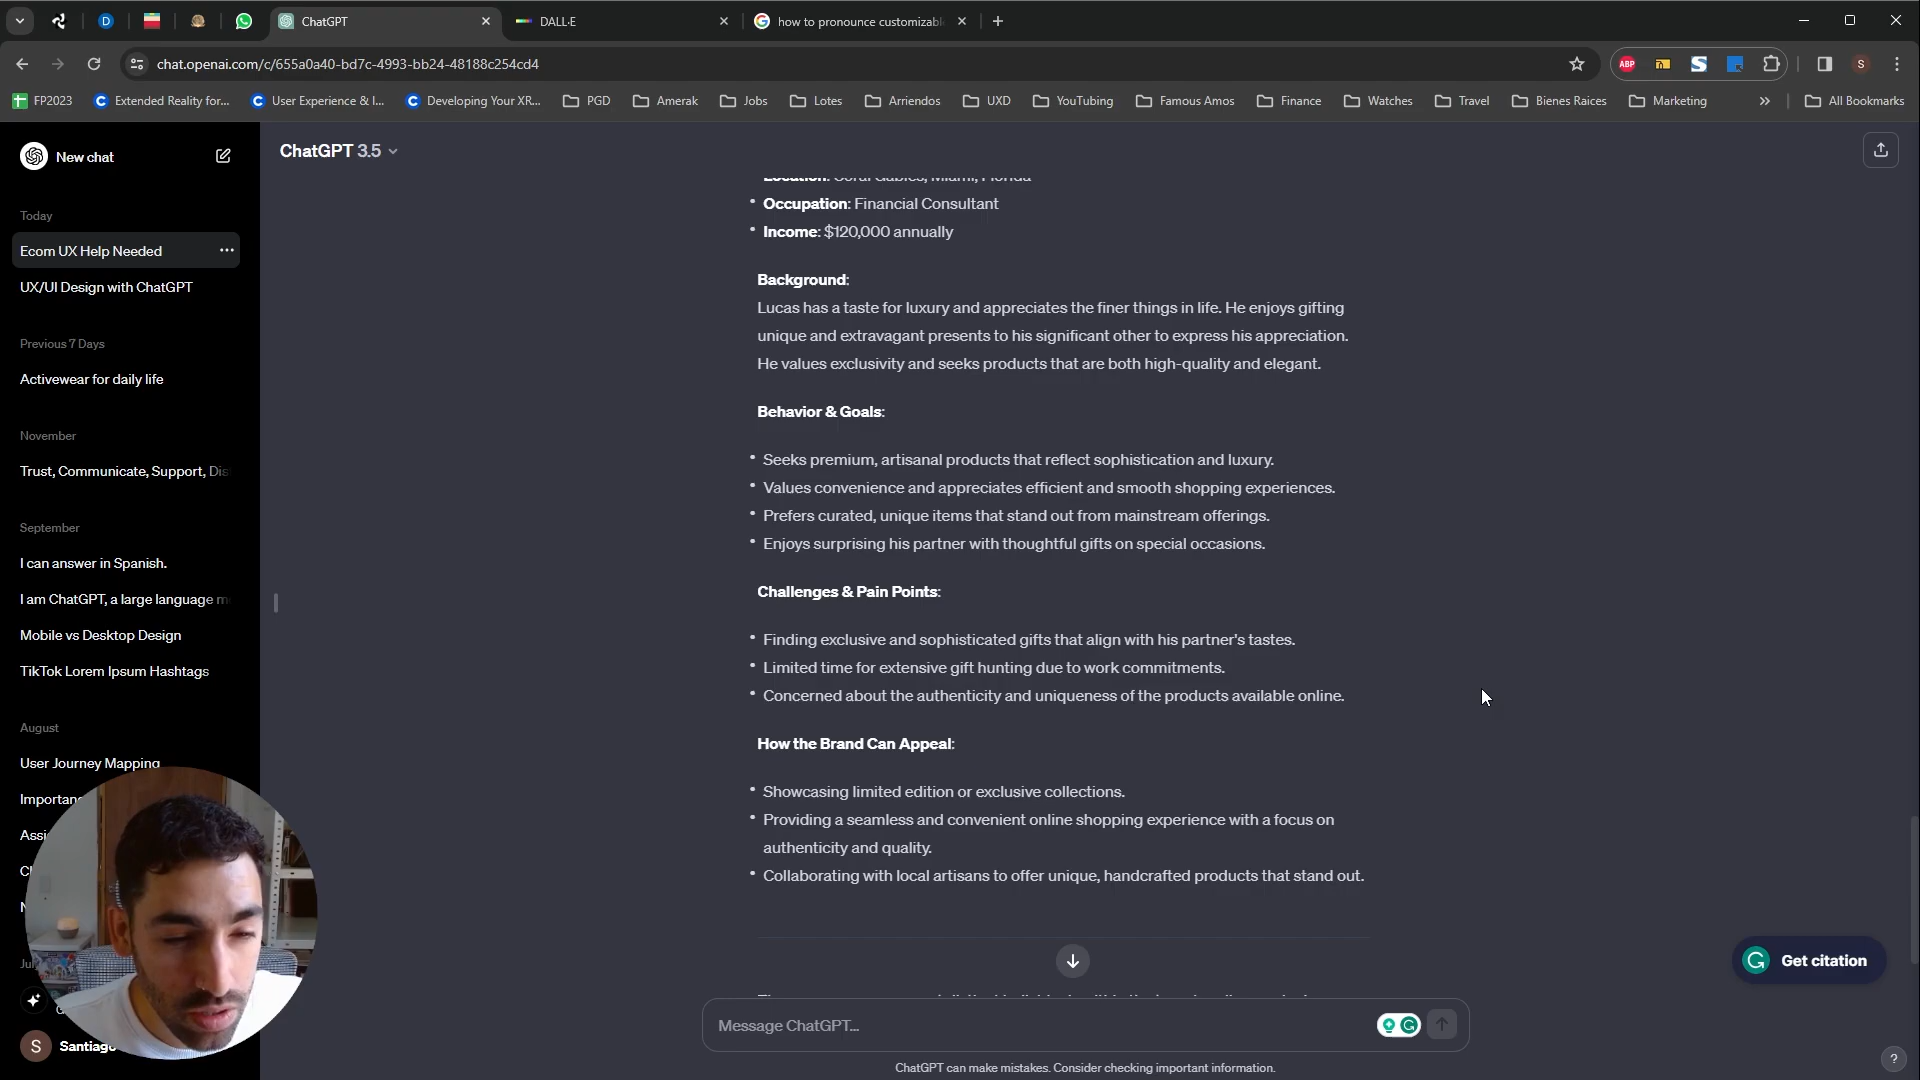 ChatGPT
DALL·E
how to pronounce customizabl
chat.openai.com/c/655a0a40-bd7c-4993-bb24-48188c254cd4
ABP
S
FP2023
Extended Reality for...
User Experience & I...
Developing Your XR...
PGD
Amerak
Jobs
Lotes
Arriendos
UXD
YouTubing
Famous Amos
Finance
Watches
Travel
Bienes Raices
Marketing
All Bookmarks
New chat
Today
Ecom UX Help Needed
UX/UI Design with ChatGPT
Previous 7 Days
Activewear for daily life
November
Trust, Communicate, Support, Dis
September
I can answer in Spanish.
I am ChatGPT, a large language m
Mobile vs Desktop Design
TikTok Lorem Ipsum Hashtags
August
User Journey Mapping
S
Santiago
ChatGPT 3.5
Location: Coral Gables, Miami, Florida
• Occupation: Financial Consultant
• Income: $120,000 annually
Background:
Lucas has a taste for luxury and appreciates the finer things in life. He enjoys gifting
unique and extravagant presents to his significant other to express his appreciation.
He values exclusivity and seeks products that are both high-quality and elegant.
Behavior & Goals:
• Seeks premium, artisanal products that reflect sophistication and luxury.
• Values convenience and appreciates efficient and smooth shopping experiences.
• Prefers curated, unique items that stand out from mainstream offerings.
• Enjoys surprising his partner with thoughtful gifts on special occasions.
Challenges & Pain Points:
• Finding exclusive and sophisticated gifts that align with his partner's tastes.
• Limited time for extensive gift hunting due to work commitments.
• Concerned about the authenticity and uniqueness of the products available online.
How the Brand Can Appeal:
• Showcasing limited edition or exclusive collections.
• Providing a seamless and convenient online shopping experience with a focus on
authenticity and quality.
• Collaborating with local artisans to offer unique, handcrafted products that stand out.
Get citation
Message ChatGPT...
ChatGPT can make mistakes. Consider checking important information.
?